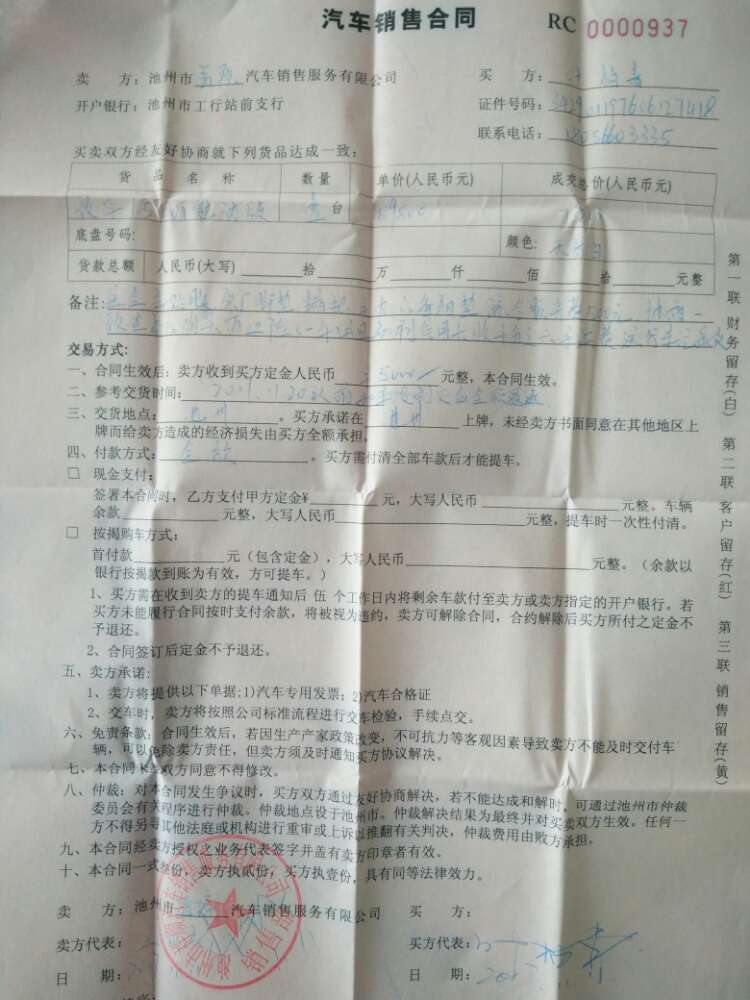 汽车销售合同 RC 0000937
卖 方：池州市 汽车销售服务有限公司 买 方：
开户银行：池州市工行站前支行 证件号码：
联系电话：
买卖双方经友好协商就下列货品达成一致：
货 品 名 称 数量 单价(人民币元) 成交总价(人民币元)
壹台
底盘号码： 颜色：
货款总额 人民币(大写) 拾 万 仟 佰 拾 元整
备注：
交易方式：
一、合同生效后，卖方收到买方定金人民币 5000 元整，本合同生效。
二、参考交货时间：
三、交货地点： 。买方承诺在 上牌，未经卖方书面同意在其他地区上
牌而给卖方造成的经济损失由买方全额承担。
四、付款方式：全款 。买方需付清全部车款后才能提车。
□ 现金支付：
签署本合同时，乙方支付甲方定金¥ 元，大写人民币 元整。车辆
余款 元整，大写人民币 元整，提车时一次性付清。
□ 按揭购车方式：
首付款 元（包含定金），大写人民币 元整。（余款以
银行按揭款到账为有效，方可提车。）
1、买方需在收到卖方的提车通知后 伍 个工作日内将剩余车款付至卖方或卖方指定的开户银行。若
买方未能履行合同按时支付余款，将被视为违约，卖方可解除合同，合约解除后买方所付之定金不
予退还。
2、合同签订后定金不予退还。
五、卖方承诺：
1、卖方将提供以下单据:1)汽车专用发票；2)汽车合格证
2、交车时，卖方将按照公司标准流程进行交车检验，手续点交。
六、免责条款：合同生效后，若因生产产家政策改变，不可抗力等客观因素导致卖方不能及时交付车
辆，可以免除卖方责任，但卖方须及时通知买方协议解决。
七、本合同未经双方同意不得修改。
八、仲裁：对本合同发生争议时，买方双方通过友好协商解决，若不能达成和解时，可通过池州市仲裁
委员会有关程序进行仲裁。仲裁地点设于池州市。仲裁解决结果为最终并对买卖双方生效。任何一
方不得另寻其他法庭或机构进行重审或上诉以推翻有关判决，仲裁费用由败方承担。
九、本合同经卖方授权之业务代表签字并盖有卖方印章者有效。
十、本合同一式叁份，卖方执贰份，买方执壹份，具有同等法律效力。
卖 方：池州市 汽车销售服务有限公司 买 方：
卖方代表： 买方代表：
日 期： 日 期：
第一联 财务留存(白) 第二联 客户留存(红) 第三联 销售留存(黄)